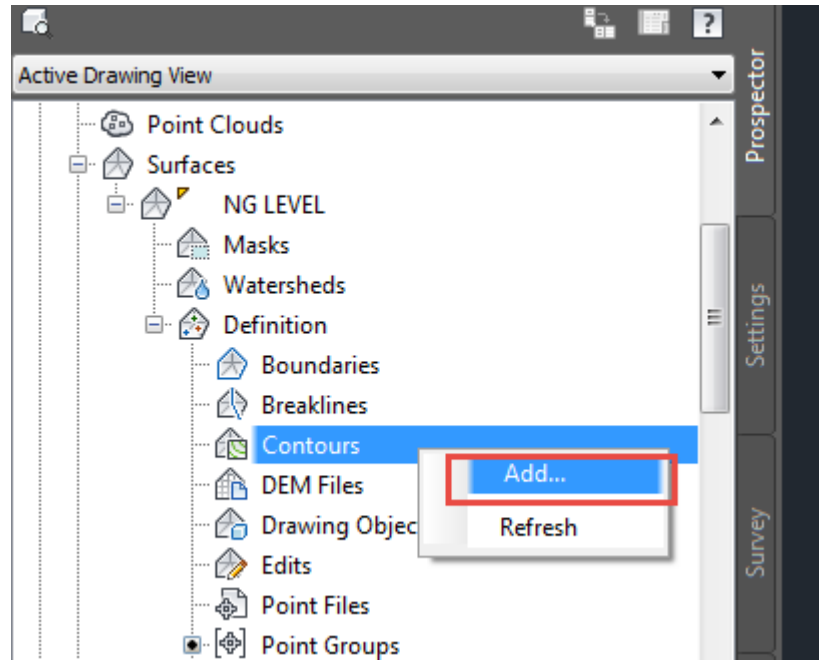 ?
Active Drawing View
Point Clouds
Surfaces
NG LEVEL
Masks
Watersheds
Definition
Boundaries
Breaklines
Contours
Add...
DEM Files
Drawing Objec
Refresh
Edits
Point Files
Point Groups
Prospector
Settings
Survey